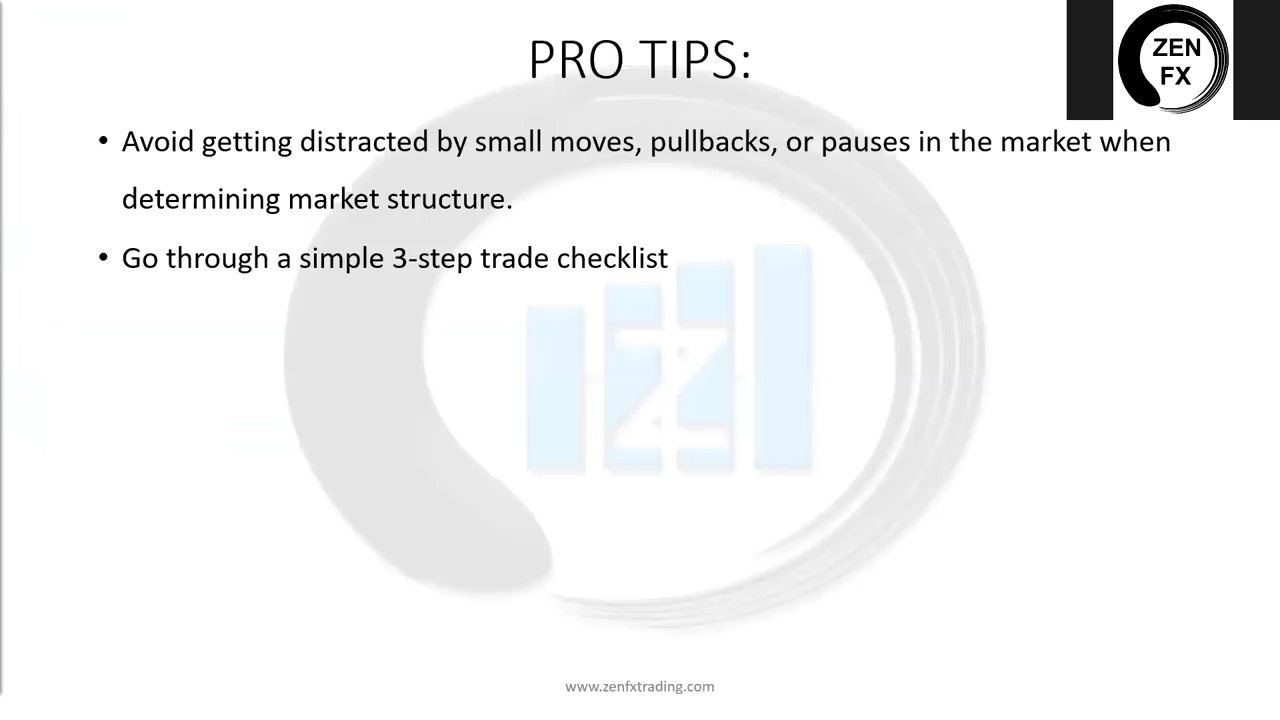 PRO TIPS:
ZEN
FX
• Avoid getting distracted by small moves, pullbacks, or pauses in the market when
determining market structure.
• Go through a simple 3-step trade checklist
www.zenfxtrading.com